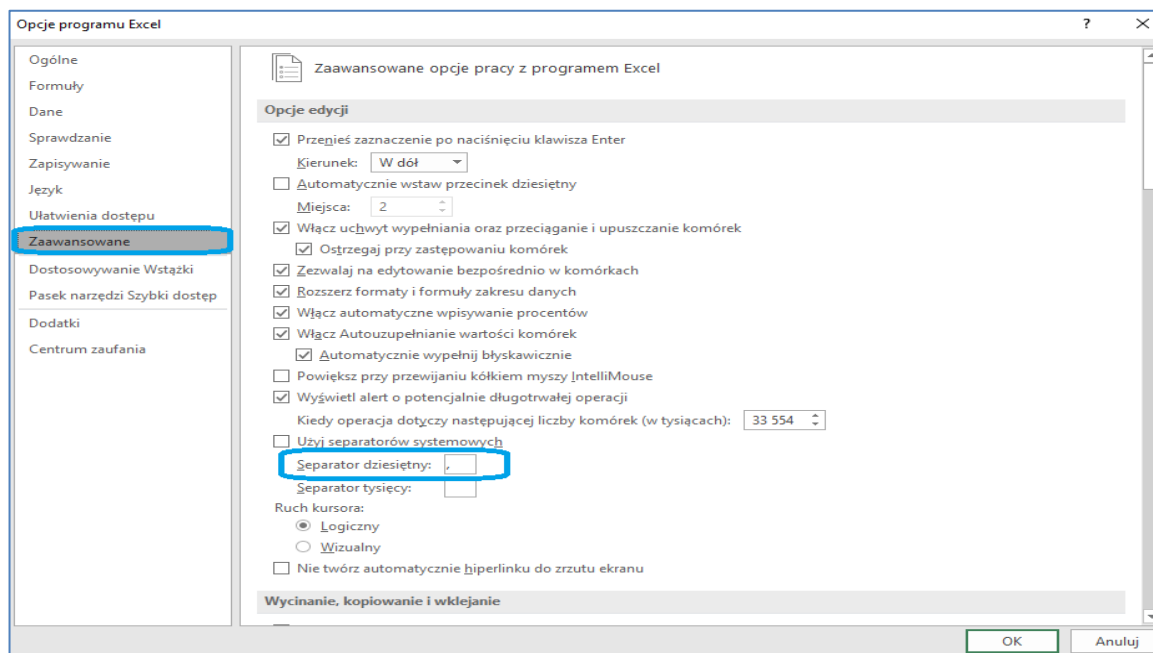 Opcje programu Excel
?
Ogólne
Formuły
Dane
Sprawdzanie
Zapisywanie
Język
Ułatwienia dostępu
Zaawansowane
Dostosowywanie Wstążki
Pasek narzędzi Szybki dostęp
Dodatki
Centrum zaufania
Zaawansowane opcje pracy z programem Excel
Opcje edycji
Przenieś zaznaczenie po naciśnięciu klawisza Enter
Kierunek: W dół
Automatycznie wstaw przecinek dziesiętny
Miejsca: 2
Włącz uchwyt wypełniania oraz przeciąganie i upuszczanie komórek
Ostrzegaj przy zastępowaniu komórek
Zezwalaj na edytowanie bezpośrednio w komórkach
Rozszerz formaty i formuły zakresu danych
Włącz automatyczne wpisywanie procentów
Włącz Autouzupełnianie wartości komórek
Automatycznie wypełnij błyskawicznie
Powiększ przy przewijaniu kółkiem myszy IntelliMouse
Wyświetl alert o potencjalnie długotrwałej operacji
Kiedy operacja dotyczy następującej liczby komórek (w tysiącach): 33 554
Użyj separatorów systemowych
Separator dziesiętny: ,
Separator tysięcy:
Ruch kursora:
Logiczny
Wizualny
Nie twórz automatycznie hiperlinku do zrzutu ekranu
Wycinanie, kopiowanie i wklejanie
OK
Anuluj